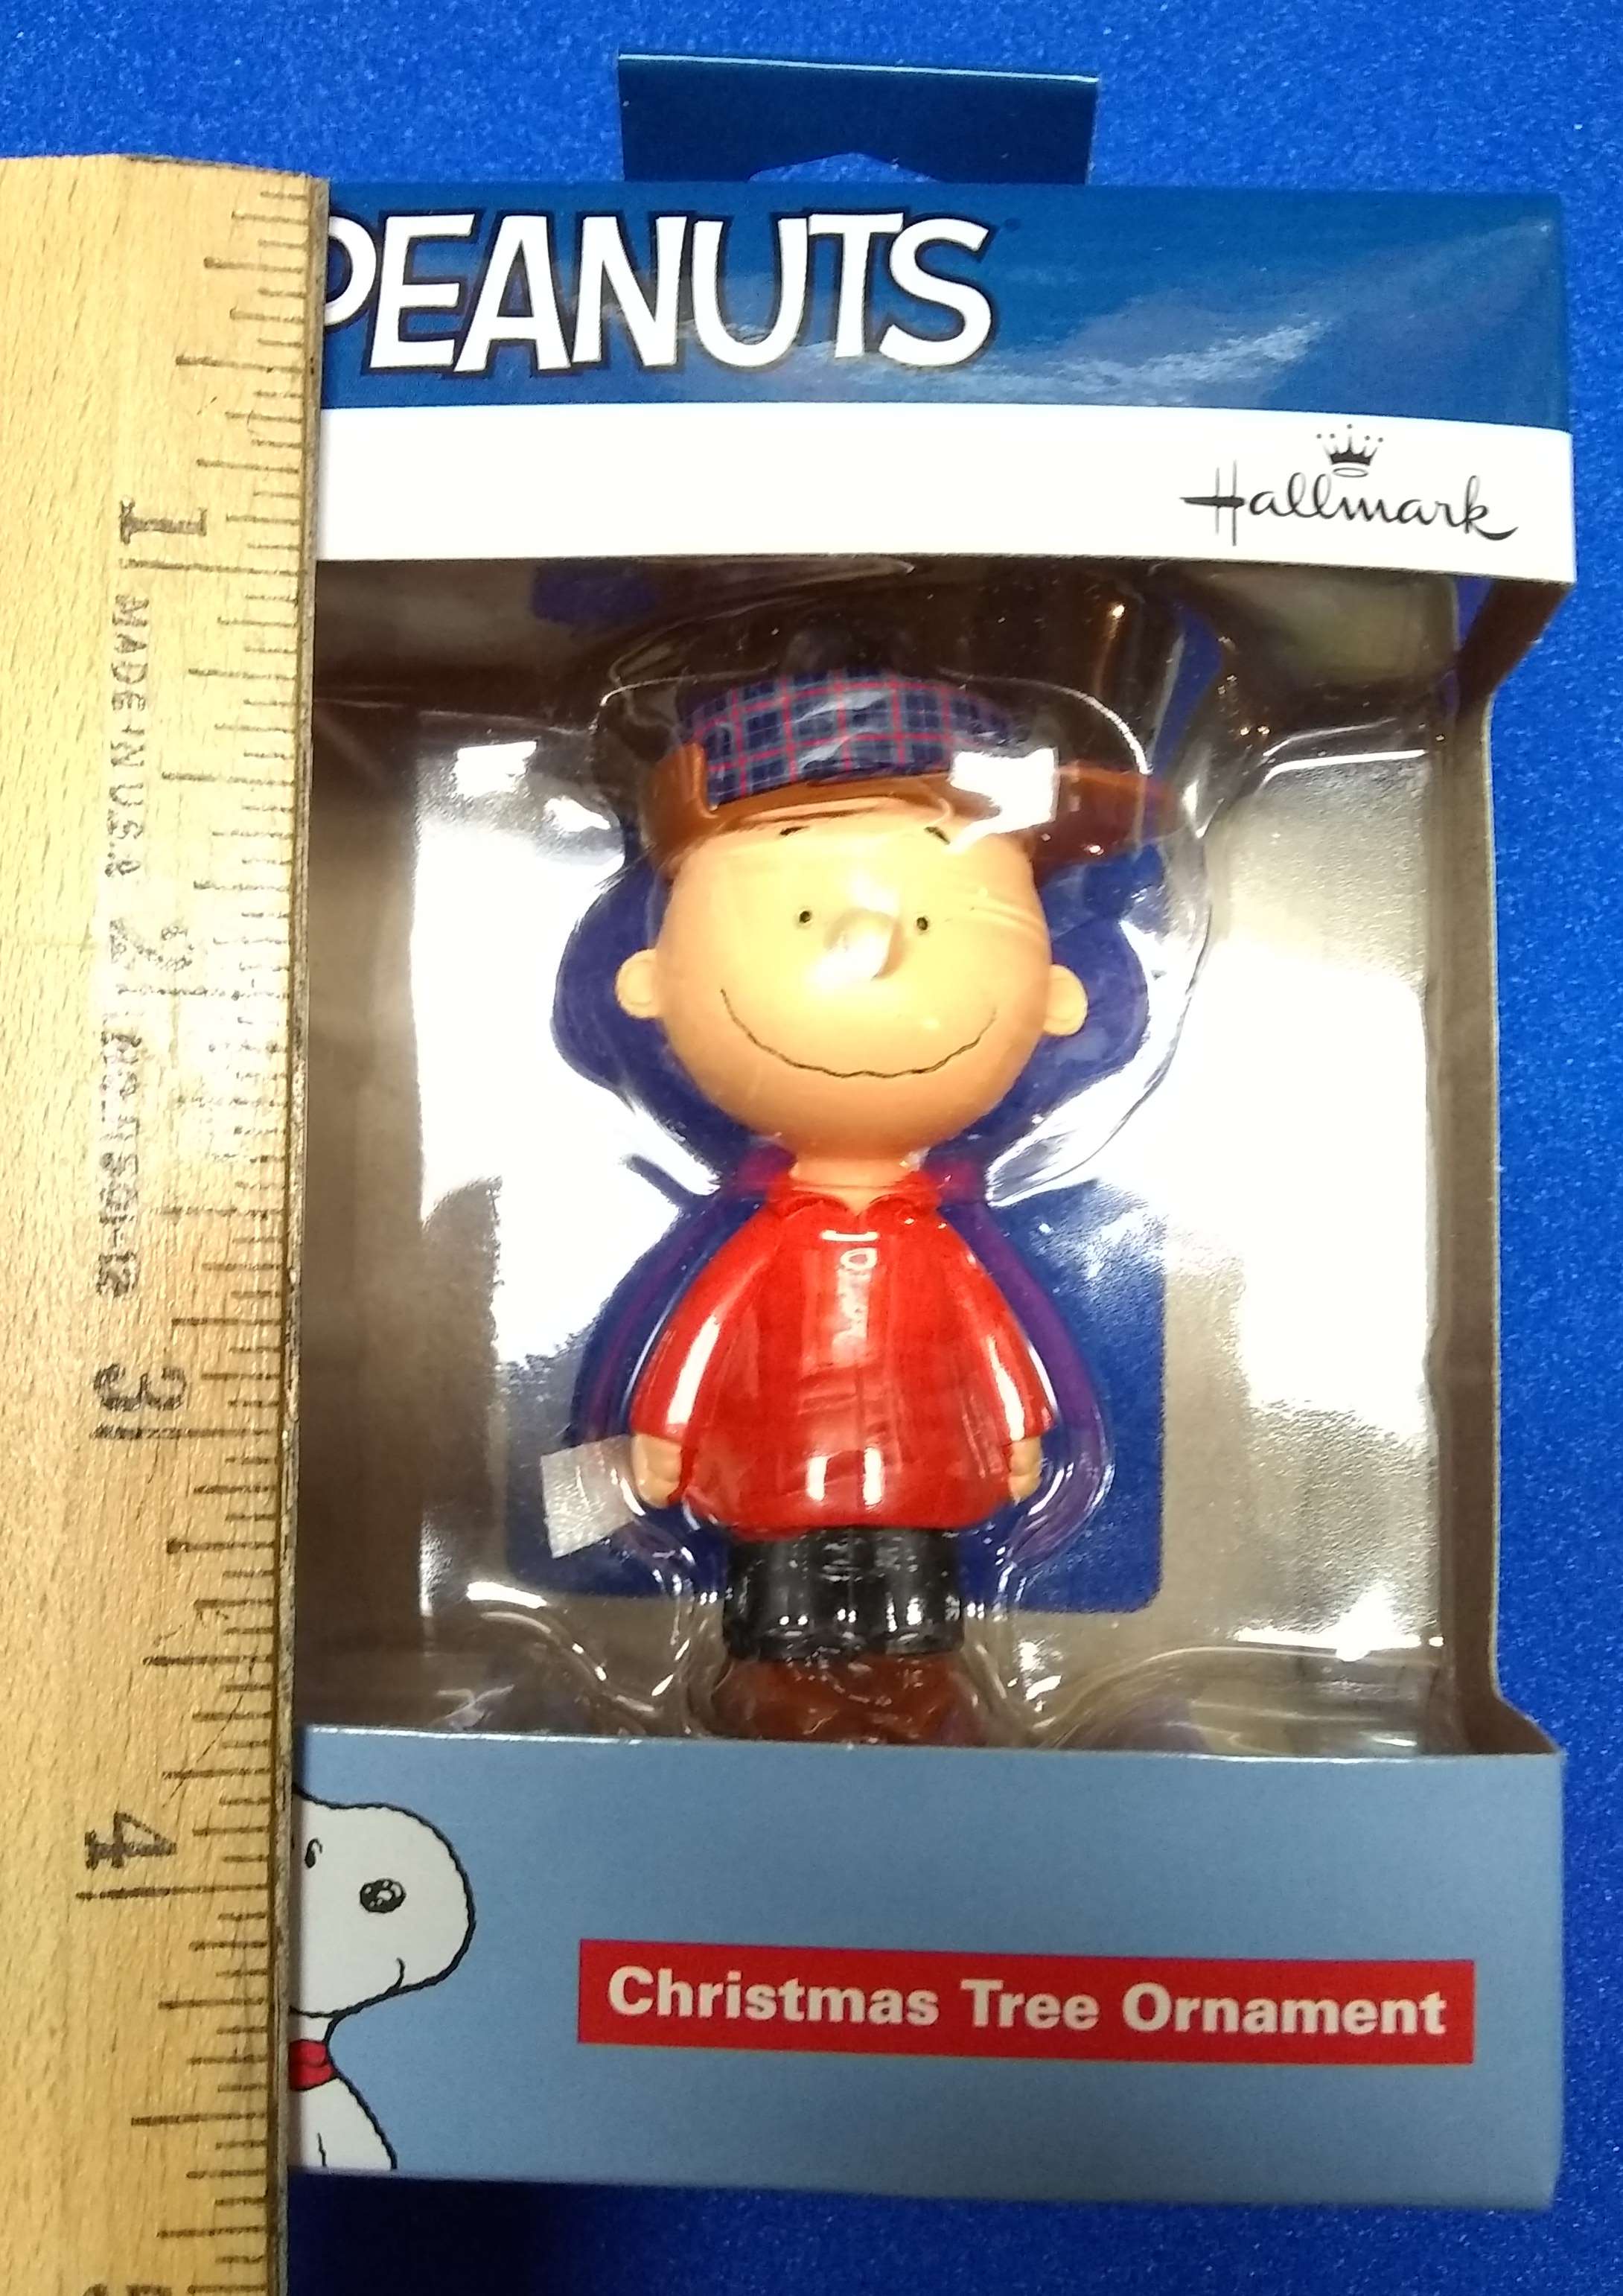 PEANUTS
Hallmark
1
MADE IN U.S.A
2
3
4
Christmas Tree Ornament